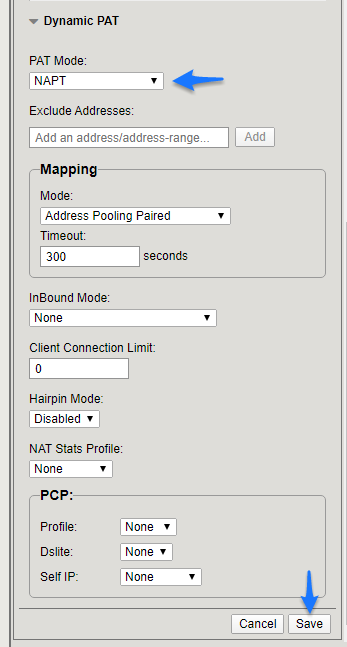 Dynamic PAT
PAT Mode:
NAPT
Exclude Addresses:
Add an address/address-range...
Add
Mapping
Mode:
Address Pooling Paired
Timeout:
300 seconds
InBound Mode:
None
Client Connection Limit:
0
Hairpin Mode:
Disabled
NAT Stats Profile:
None
PCP:
Profile: None
Dslite: None
Self IP: None
Cancel Save